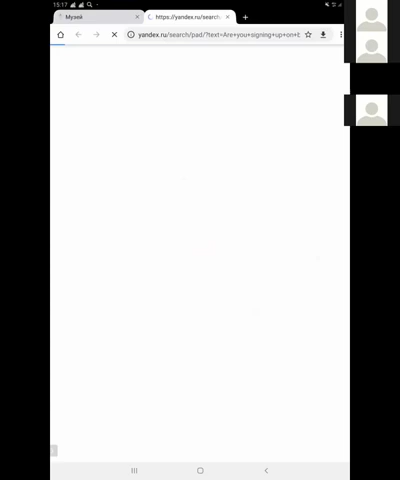 15:17
Музей
https://yandex.ru/search
yandex.ru/search/pad/?text=Are+you+signing+up+on+t